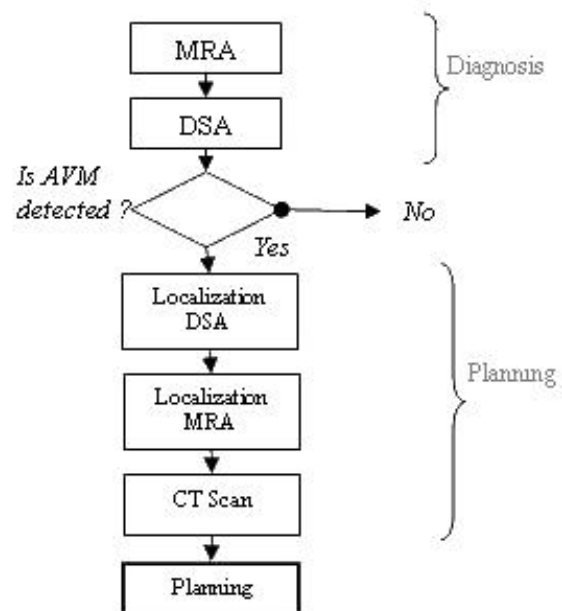 MRA
Diagnosis
DSA
Is AVM
detected ?
No
Yes
Localization
DSA
Localization
MRA
Planning
CT Scan
Planning